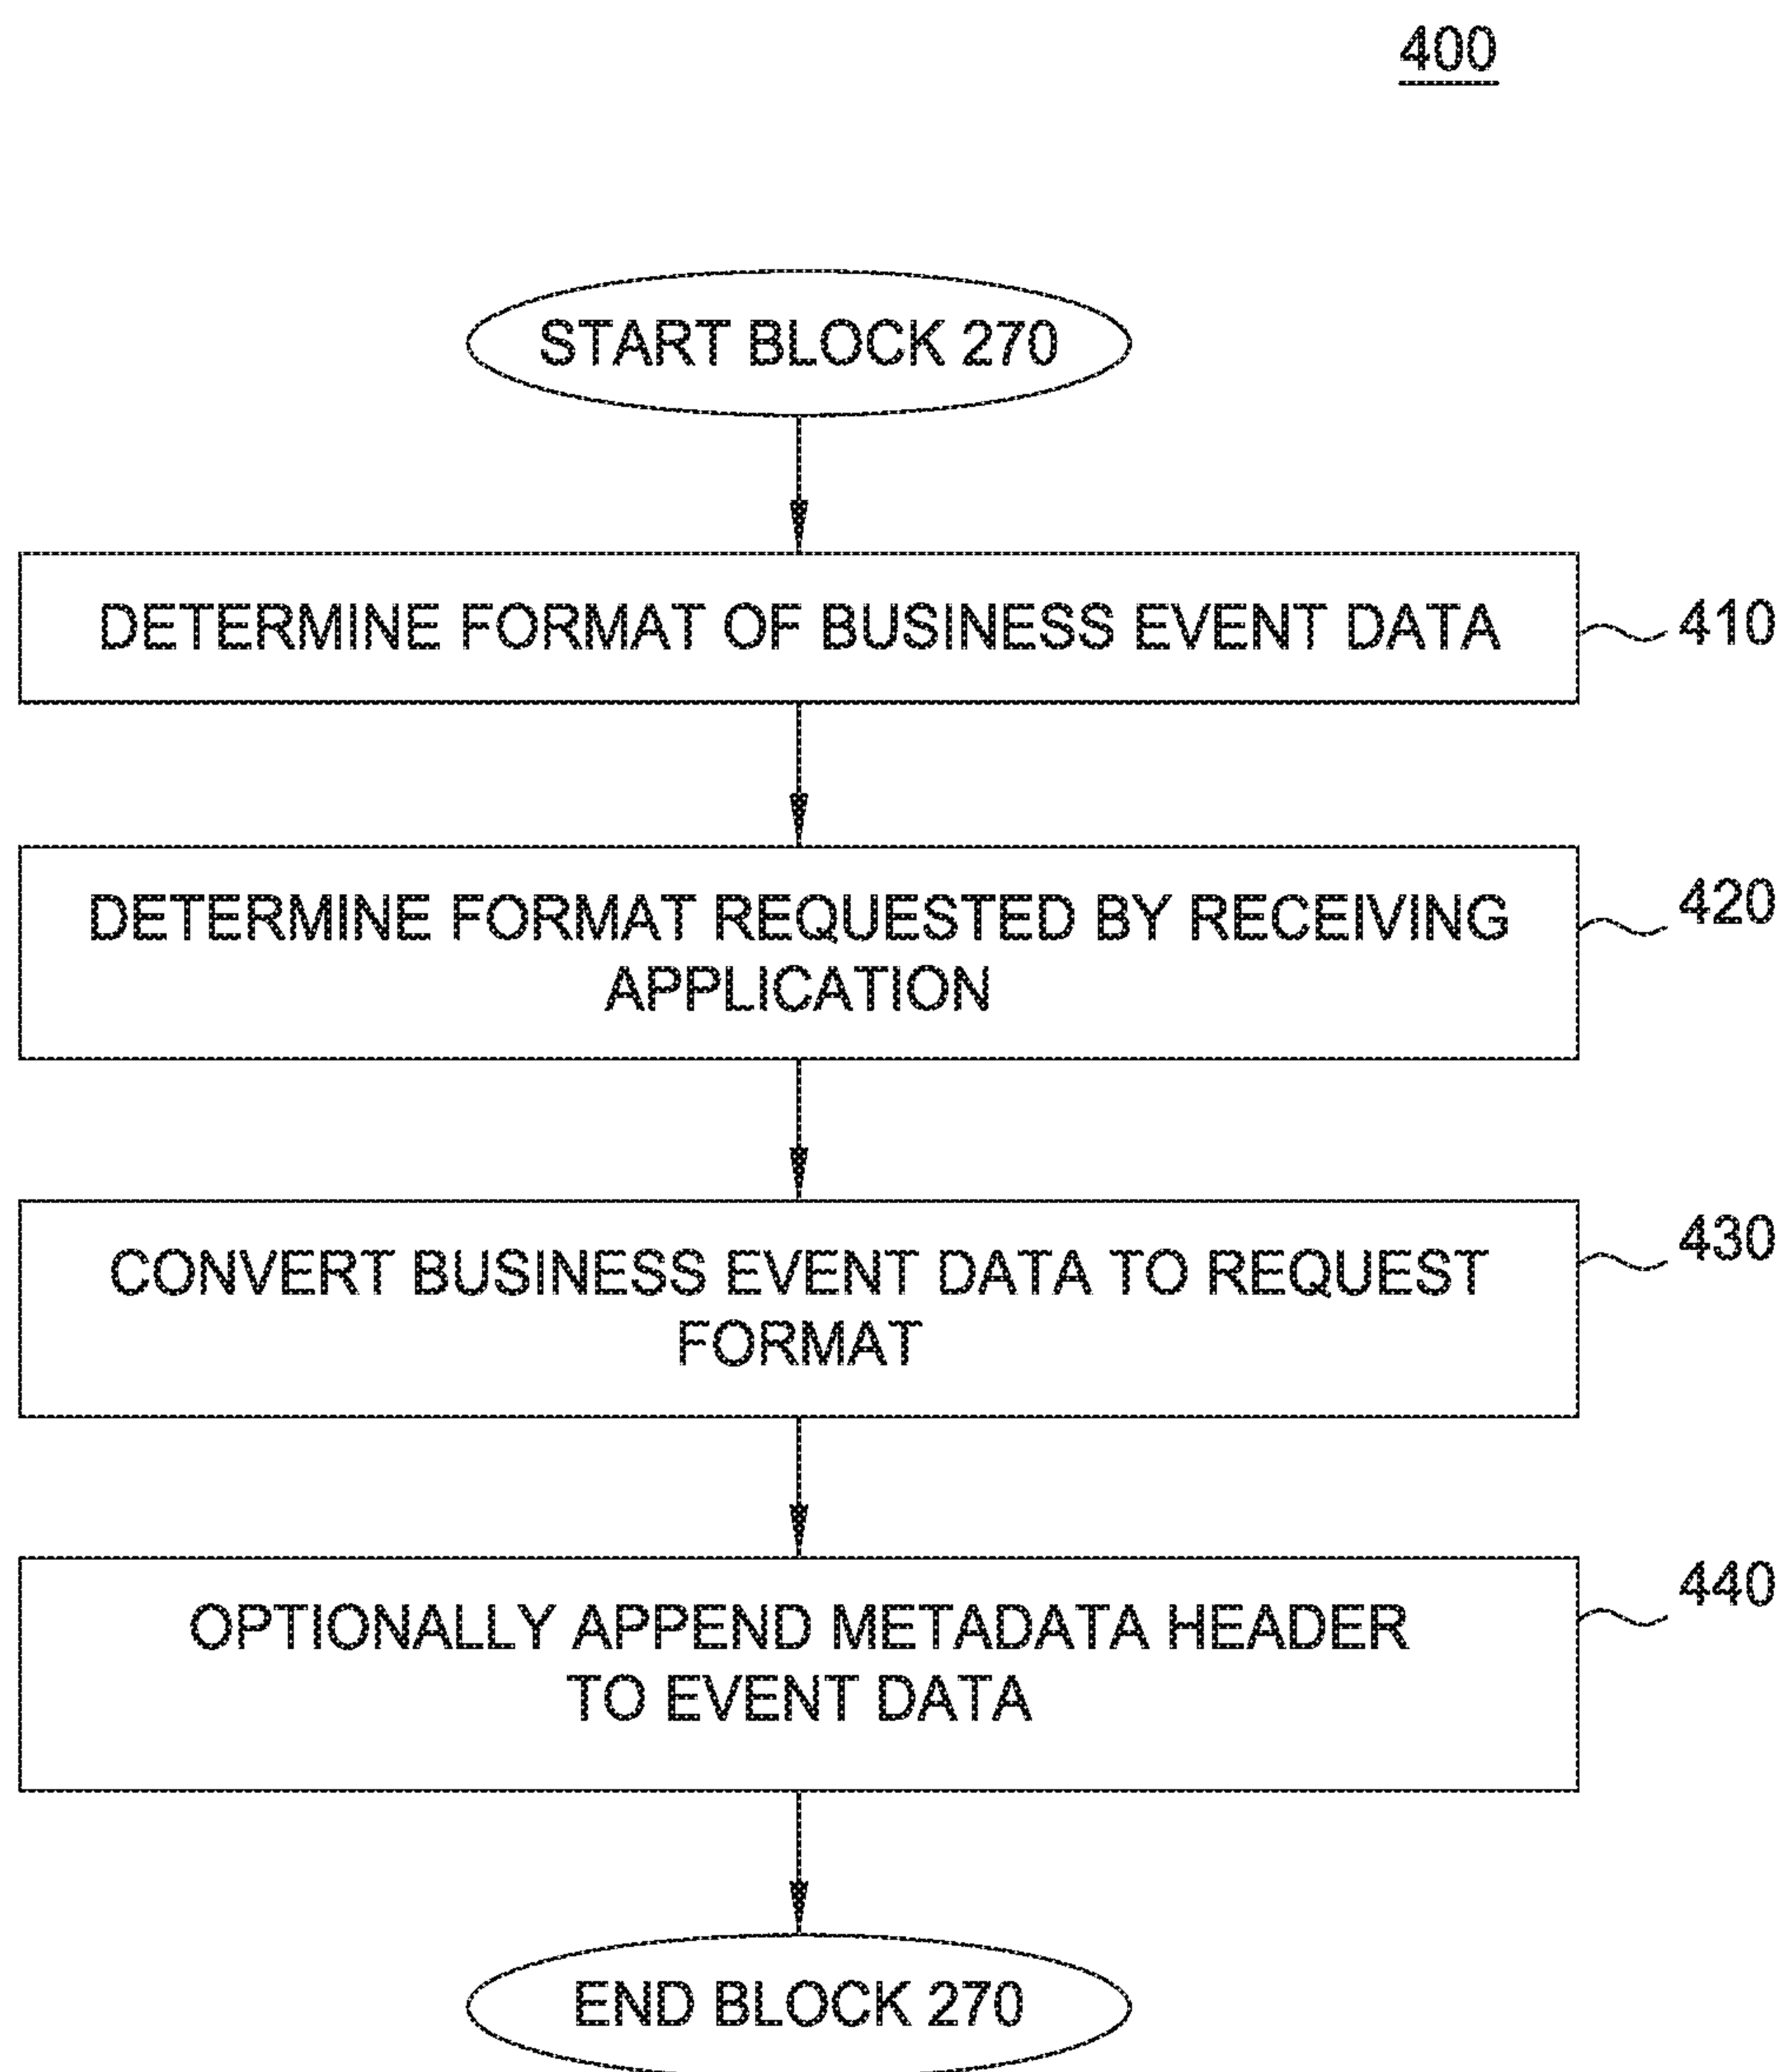 400
START BLOCK 270
DETERMINE FORMAT OF BUSINESS EVENT DATA
410
DETERMINE FORMAT REQUESTED BY RECEIVING
APPLICATION
420
CONVERT BUSINESS EVENT DATA TO REQUEST
FORMAT
430
OPTIONALLY APPEND METADATA HEADER
TO EVENT DATA
440
END BLOCK 270